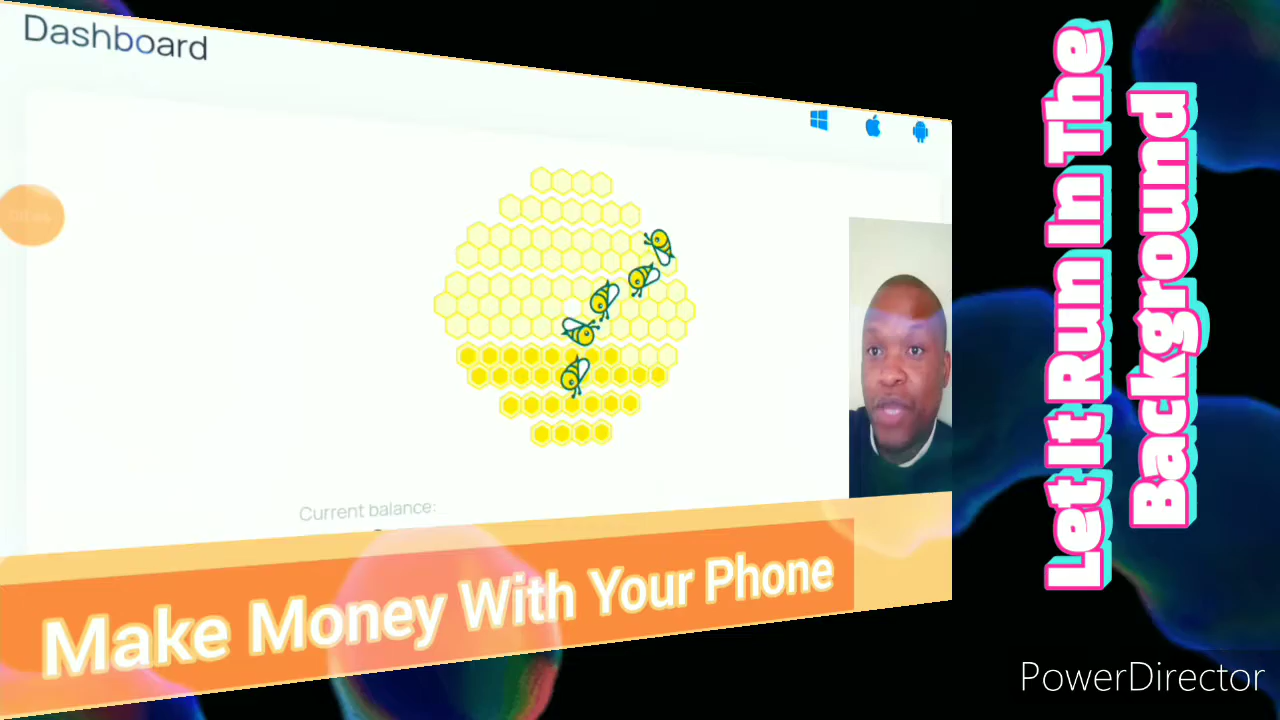 Dashboard
Current balance:
Make Money With Your Phone
Let It Run In The
Background
PowerDirector